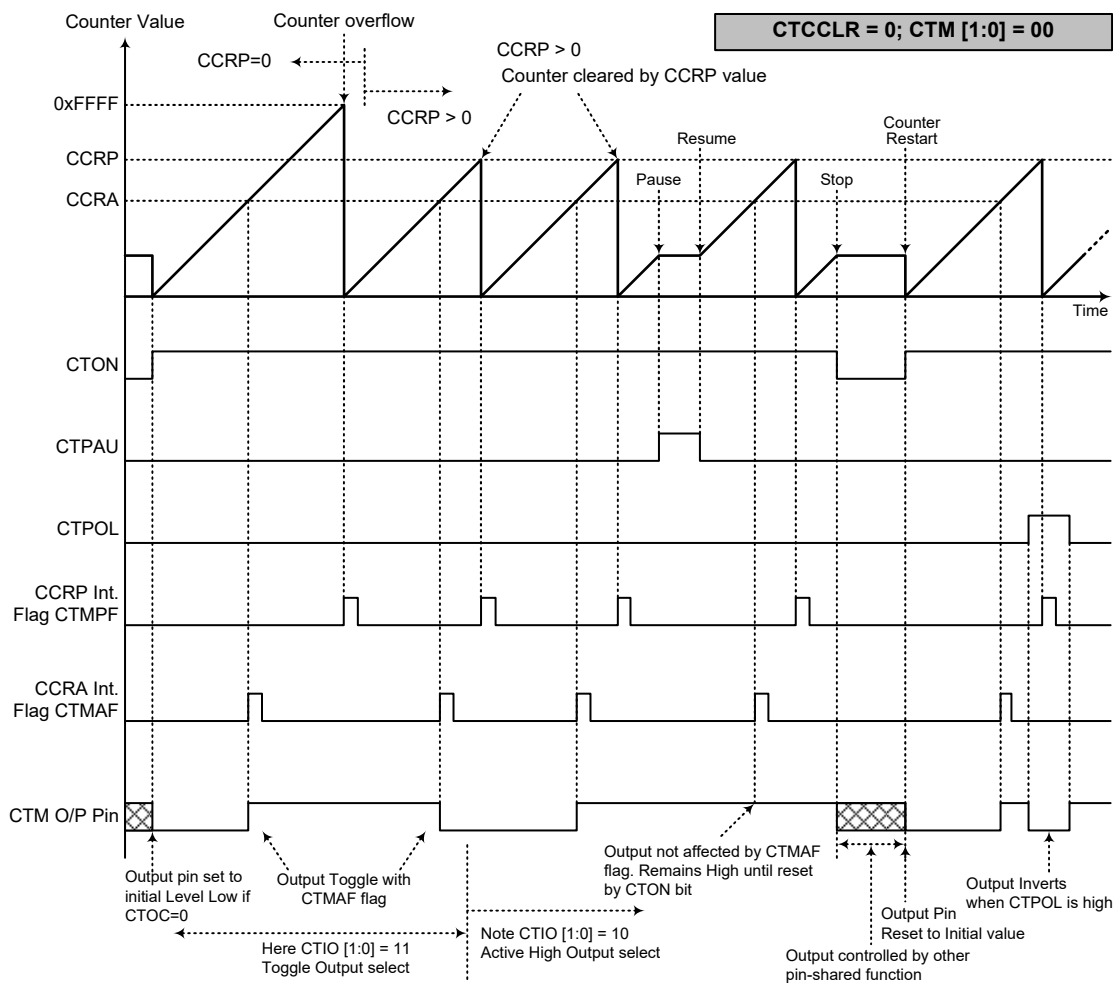 Counter Value
Counter overflow
CTCCLR = 0; CTM [1:0] = 00
CCRP=0
CCRP > 0
Counter cleared by CCRP value
CCRP > 0
0xFFFF
CCRP
CCRA
Pause
Resume
Stop
Counter
Restart
Time
CTON
CTPAU
CTPOL
CCRP Int.
Flag CTMPF
CCRA Int.
Flag CTMAF
CTM O/P Pin
Output pin set to
initial Level Low if
CTOC=0
Output Toggle with
CTMAF flag
Here CTIO [1:0] = 11
Toggle Output select
Note CTIO [1:0] = 10
Active High Output select
Output not affected by CTMAF
flag. Remains High until reset
by CTON bit
Output controlled by other
pin-shared function
Output Pin
Reset to Initial value
Output Inverts
when CTPOL is high